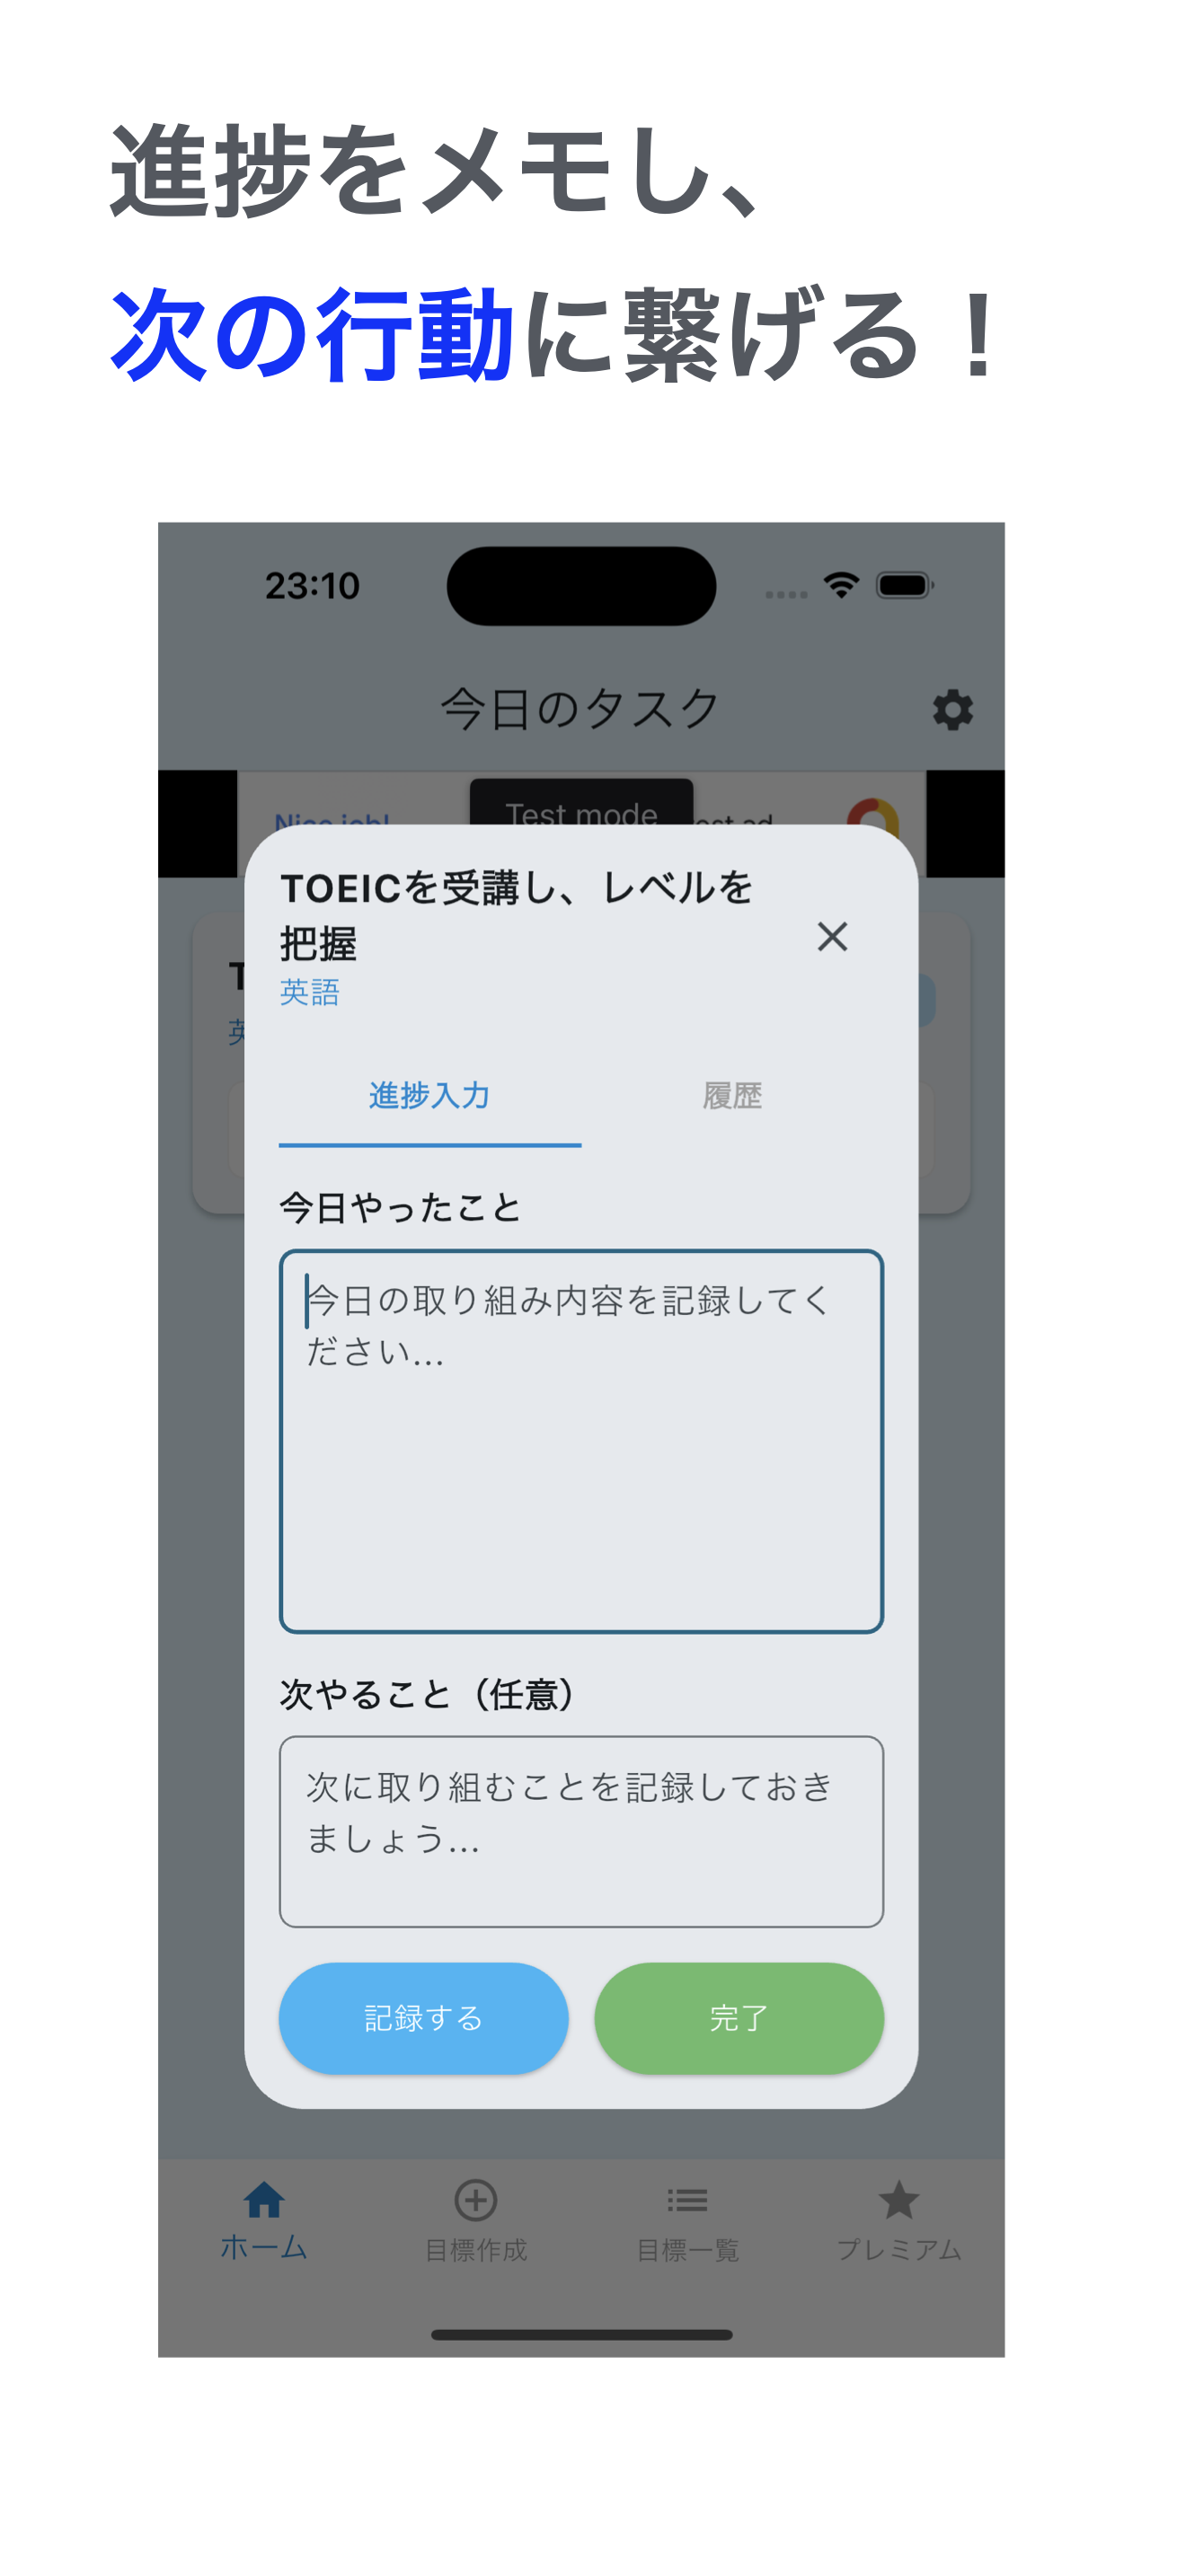 進捗をメモし、
次の行動に繋げる！
23:10
今日のタスク
Test mode
TOEICを受講し、レベルを
把握
英語
進捗入力
履歴
今日やったこと
今日の取り組み内容を記録してく
ださい...
次やること（任意）
次に取り組むことを記録しておき
ましょう...
記録する
完了
ホーム
目標作成
目標一覧
プレミアム